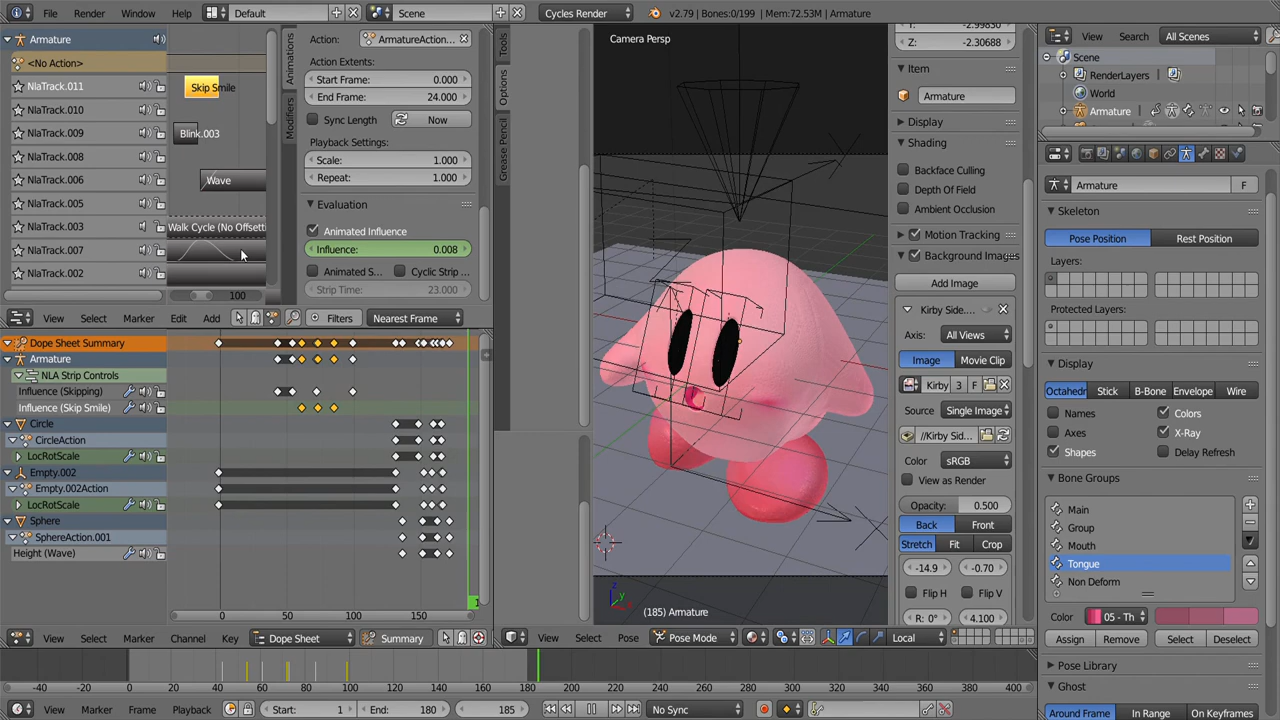 File Render Window Help Default Scene Cycles Render v2.79 | Bones:0/199 | Mem:72.53M | Armature
Armature
<No Action>
NlaTrack.011
Skip Smile
NlaTrack.010
NlaTrack.009
Blink.003
NlaTrack.008
NlaTrack.006
Wave
NlaTrack.005
NlaTrack.003
Walk Cycle (No Offsetti
NlaTrack.007
NlaTrack.002
100
Animations
Modifiers
Action:
ArmatureAction...
Action Extents:
Start Frame: 0.000
End Frame: 24.000
Sync Length
Now
Playback Settings:
Scale: 1.000
Repeat: 1.000
Evaluation
Animated Influence
Influence: 0.008
Animated S...
Cyclic Strip ...
Strip Time: 23.000
View Select Marker Edit Add Filters Nearest Frame
Dope Sheet Summary
Armature
NLA Strip Controls
Influence (Skipping)
Influence (Skip Smile)
Circle
CircleAction
LocRotScale
Empty.002
Empty.002Action
LocRotScale
Sphere
SphereAction.001
Height (Wave)
0 50 100 150
1
View Select Marker Channel Key Dope Sheet Summary
Tools
Options
Grease Pencil
Camera Persp
(185) Armature
View Select Pose Pose Mode Local
Z: -2.30688
Item
Armature
Display
Shading
Backface Culling
Depth Of Field
Ambient Occlusion
Motion Tracking
Background Images
Add Image
Kirby Side....
Axis: All Views
Image Movie Clip
Kirby 3 F
Source Single Image
//Kirby Sid...
Color sRGB
View as Render
Opacity: 0.500
Back Front
Stretch Fit Crop
-14.9 -0.70
Flip H Flip V
R: 0° 4.100
View Search All Scenes
Scene
RenderLayers
World
Armature
Armature F
Skeleton
Pose Position Rest Position
Layers:
Protected Layers:
Display
Octahedr Stick B-Bone Envelope Wire
Names Colors
Axes X-Ray
Shapes Delay Refresh
Bone Groups
Main
Group
Mouth
Tongue
Non Deform
Color 05 - Th
Assign Remove Select Deselect
Pose Library
Ghost
Around Frame In Range On Keyframes
-40 -20 0 20 40 60 80 100 120 140 160 180 200 220 240 260 280 300 320 340 360 380 400
View Marker Frame Playback Start: 1 End: 180 185 No Sync